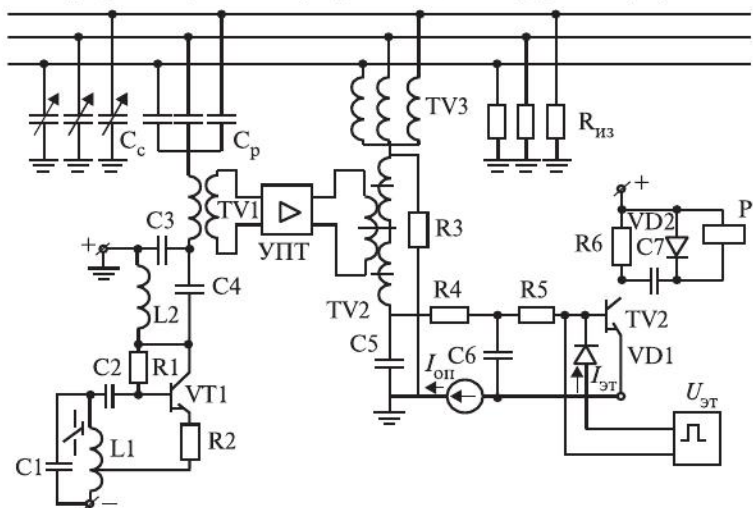 C_c
C_p
TV3
R_из
C3
TV1
УПТ
R3
+
VD2
P
R6
C7
+
C4
L2
TV2
R4
R5
TV2
C2
R1
VT1
C5
I_оп
C6
VD1
I_эт
U_эт
C1
L1
R2
−